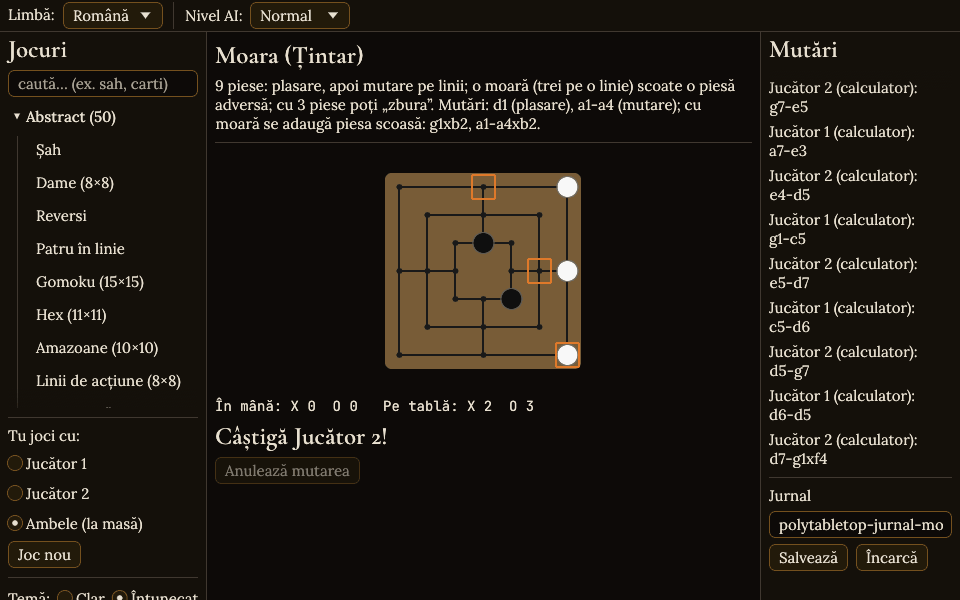 Limbă: Română Nivel AI: Normal
Jocuri
caută... (ex. sah, carti)
Abstract (50)
Șah
Dame (8×8)
Reversi
Patru în linie
Gomoku (15×15)
Hex (11×11)
Amazoane (10×10)
Linii de acțiune (8×8)
Tu joci cu:
Jucător 1
Jucător 2
Ambele (la masă)
Joc nou
Temă: Clar Întunecat
Moara (Țintar)
9 piese: plasare, apoi mutare pe linii; o moară (trei pe o linie) scoate o piesă
adversă; cu 3 piese poți „zbura”. Mutări: d1 (plasare), a1-a4 (mutare); cu
moară se adaugă piesa scoasă: g1xb2, a1-a4xb2.
În mână: X 0 O 0 Pe tablă: X 2 O 3
Câștigă Jucător 2!
Anulează mutarea
Mutări
Jucător 2 (calculator):
g7-e5
Jucător 1 (calculator):
a7-e3
Jucător 2 (calculator):
e4-d5
Jucător 1 (calculator):
g1-c5
Jucător 2 (calculator):
e5-d7
Jucător 1 (calculator):
c5-d6
Jucător 2 (calculator):
d5-g7
Jucător 1 (calculator):
d6-d5
Jucător 2 (calculator):
d7-g1xf4
Jurnal
polytabletop-jurnal-mo
Salvează Încarcă